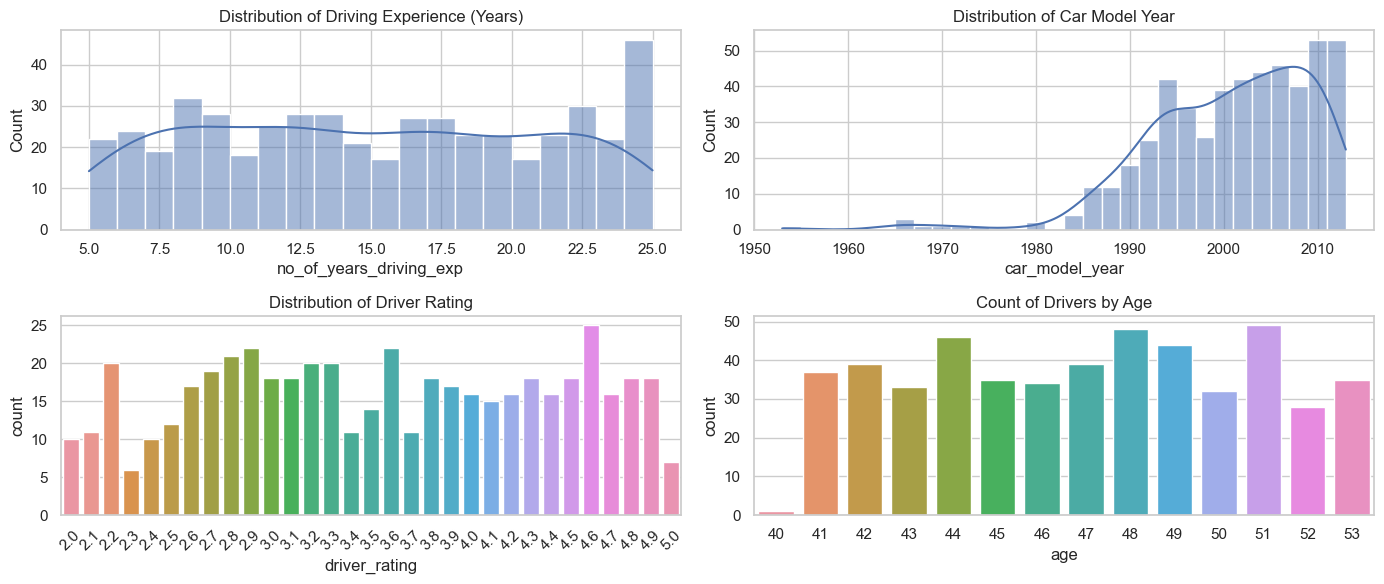 Distribution of Driving Experience (Years)
Count
40
30
20
10
0
5.0 7.5 10.0 12.5 15.0 17.5 20.0 22.5 25.0
no_of_years_driving_exp
Distribution of Car Model Year
Count
50
40
30
20
10
0
1950 1960 1970 1980 1990 2000 2010
car_model_year
Distribution of Driver Rating
count
25
20
15
10
5
0
2.0 2.1 2.2 2.3 2.4 2.5 2.6 2.7 2.8 2.9 3.0 3.1 3.2 3.3 3.4 3.5 3.6 3.7 3.8 3.9 4.0 4.1 4.2 4.3 4.4 4.5 4.6 4.7 4.8 4.9 5.0
driver_rating
Count of Drivers by Age
count
50
40
30
20
10
0
40 41 42 43 44 45 46 47 48 49 50 51 52 53
age